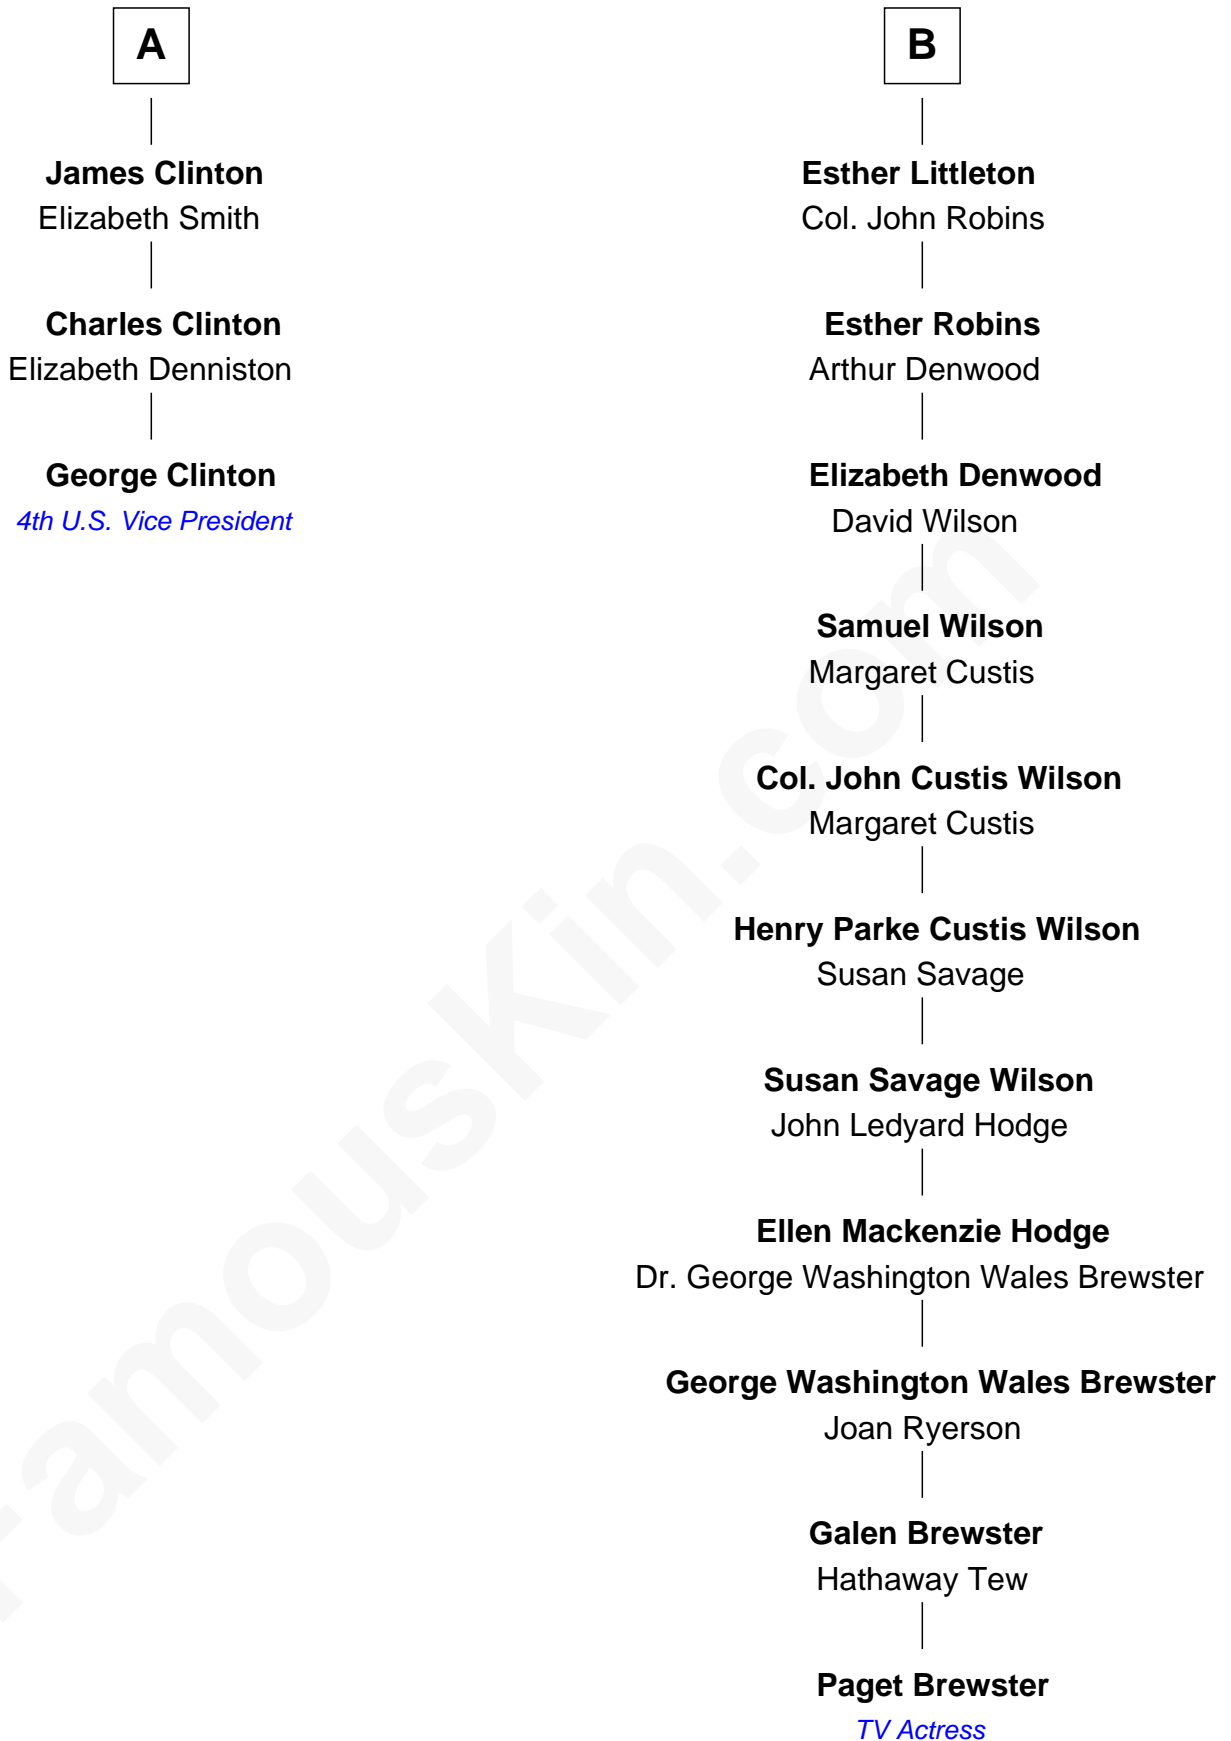 A
James Clinton
Elizabeth Smith
Charles Clinton
Elizabeth Denniston
George Clinton
4th U.S. Vice President
B
Esther Littleton
Col. John Robins
Esther Robins
Arthur Denwood
Elizabeth Denwood
David Wilson
Samuel Wilson
Margaret Custis
Col. John Custis Wilson
Margaret Custis
Henry Parke Custis Wilson
Susan Savage
Susan Savage Wilson
John Ledyard Hodge
Ellen Mackenzie Hodge
Dr. George Washington Wales Brewster
George Washington Wales Brewster
Joan Ryerson
Galen Brewster
Hathaway Tew
Paget Brewster
TV Actress
FamousKin.com